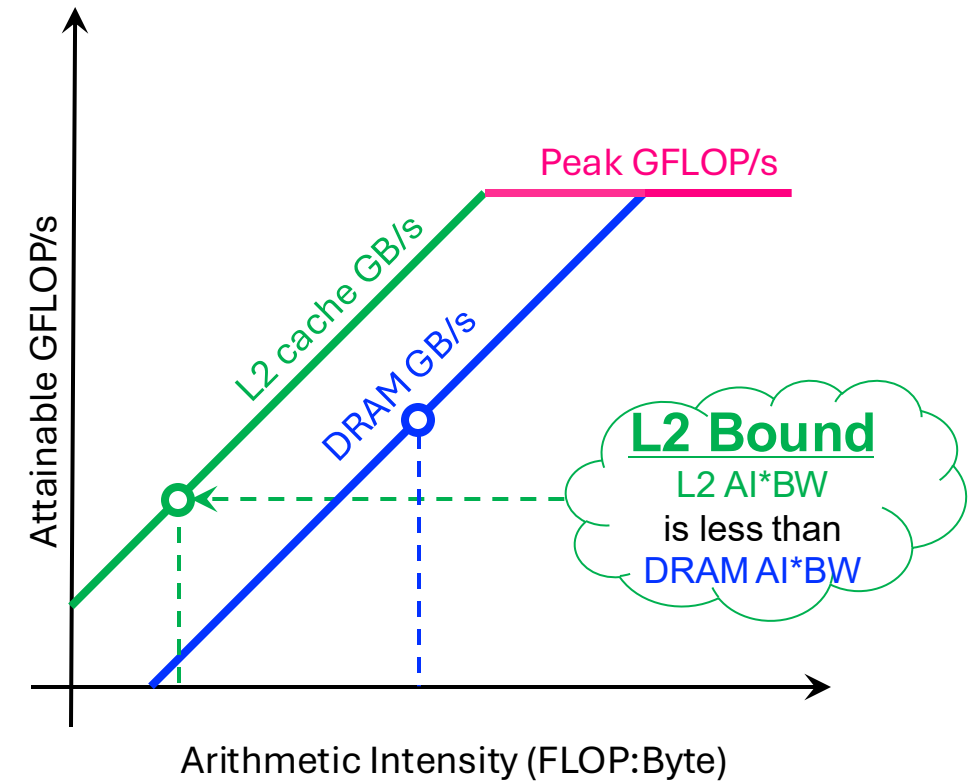 Peak GFLOP/s
L2 cache GB/s
DRAM GB/s
Attainable GFLOP/s
L2 Bound
L2 AI*BW
is less than
DRAM AI*BW
Arithmetic Intensity (FLOP:Byte)